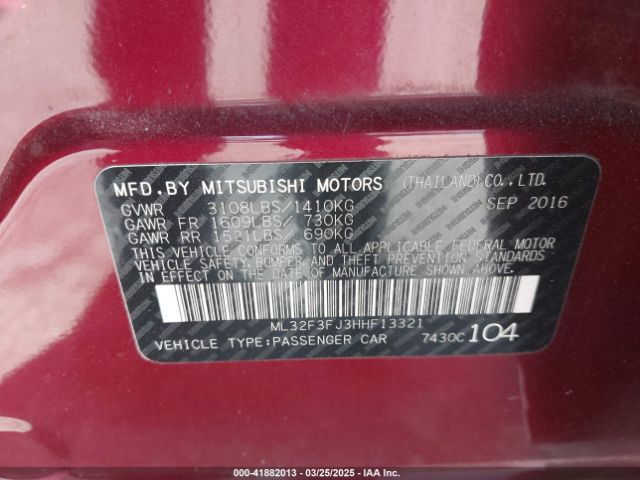 MFD.BY MITSUBISHI MOTORS (THAILAND)CO.,LTD.
GVWR 3108LBS/1410KG SEP 2016
GAWR FR 1609LBS/ 730KG
GAWR RR 1521LBS/ 690KG
THIS VEHICLE CONFORMS TO ALL APPLICABLE FEDERAL MOTOR
VEHICLE SAFETY, BUMPER AND THEFT PREVENTION STANDARDS
IN EFFECT ON THE DATE OF MANUFACTURE SHOWN ABOVE.
ML32F3FJ3HHF13321
VEHICLE TYPE:PASSENGER CAR 7430C 104
000-41882013 - 03/25/2025 - IAA Inc.